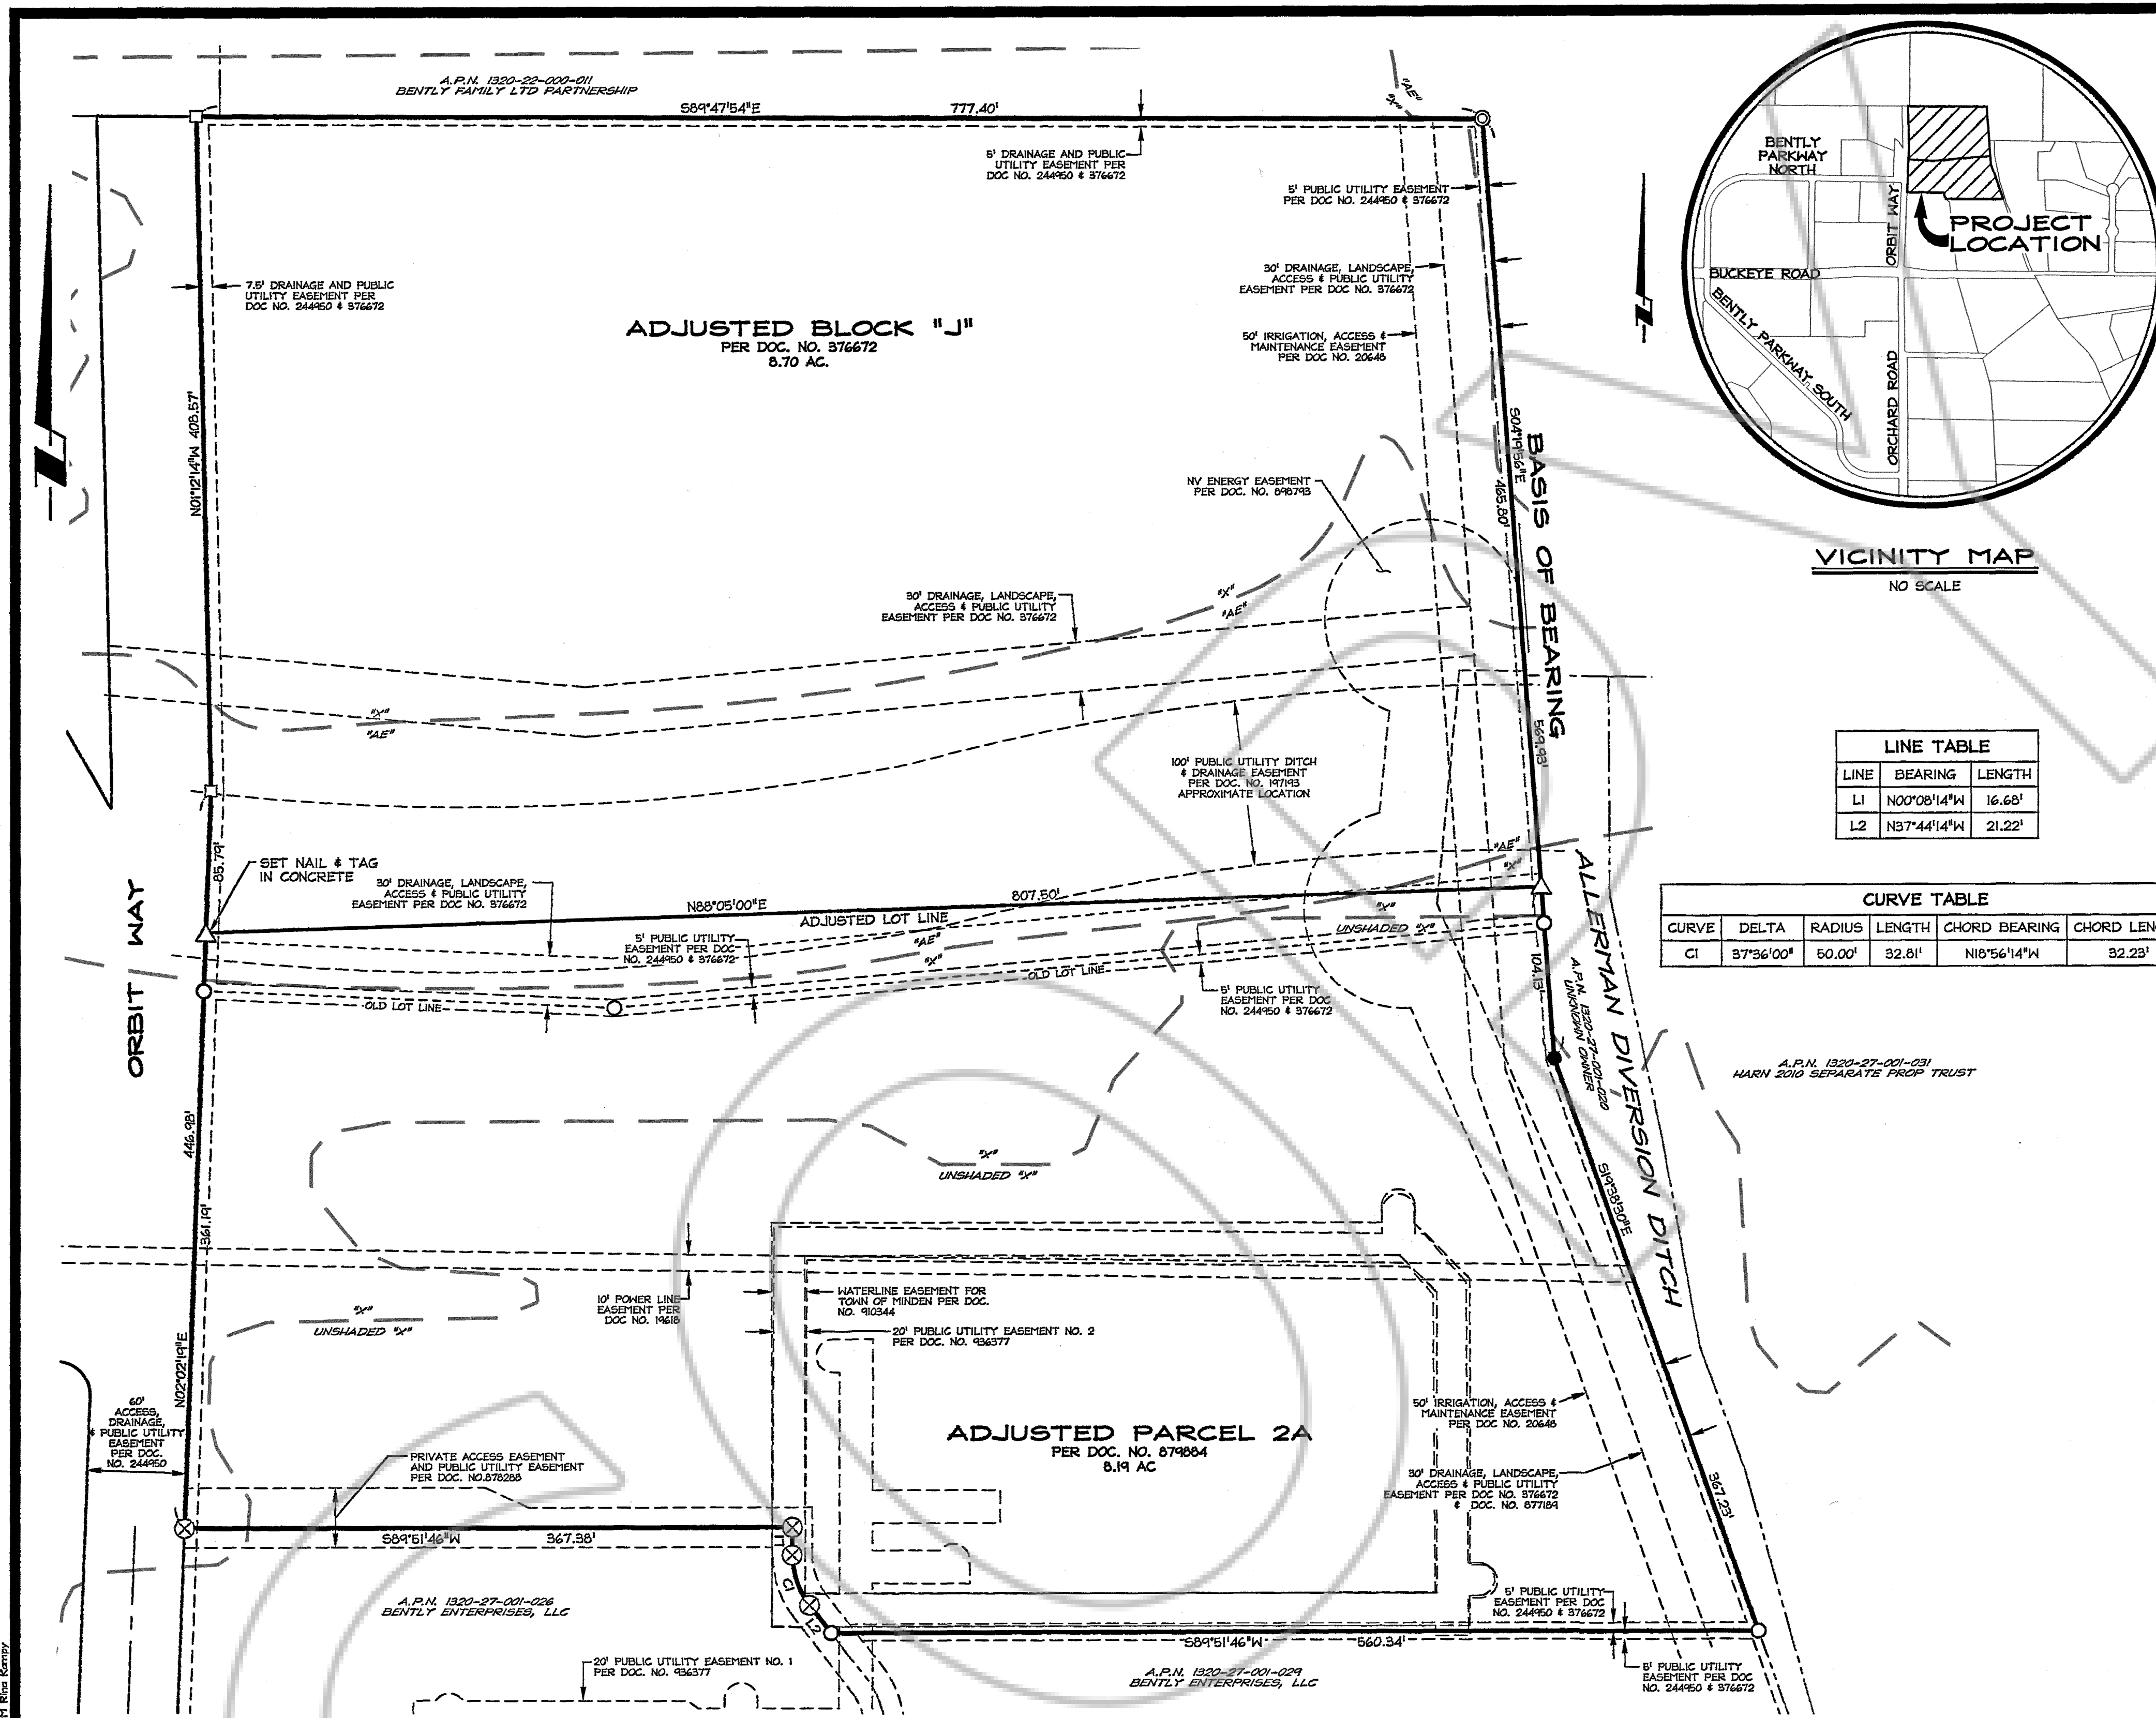 A.P.N. 1320-22-000-011
BENTLY FAMILY LTD PARTNERSHIP
S89°47'54"E 777.40'
"AE"
"X"
5' DRAINAGE AND PUBLIC
UTILITY EASEMENT PER
DOC NO. 244950 & 376672
5' PUBLIC UTILITY EASEMENT
PER DOC NO. 244950 & 376672
7.5' DRAINAGE AND PUBLIC
UTILITY EASEMENT PER
DOC NO. 244950 & 376672
30' DRAINAGE, LANDSCAPE,
ACCESS & PUBLIC UTILITY
EASEMENT PER DOC NO. 376672
ADJUSTED BLOCK "J"
PER DOC. NO. 376672
8.70 AC.
50' IRRIGATION, ACCESS &
MAINTENANCE EASEMENT
PER DOC NO. 20648
N01°12'14"W 408.57'
S04°19'56"E
465.80'
BASIS OF BEARING
569.93'
NV ENERGY EASEMENT
PER DOC. NO. 898793
30' DRAINAGE, LANDSCAPE,
ACCESS & PUBLIC UTILITY
EASEMENT PER DOC NO. 376672
"X"
"AE"
"X"
"AE"
100' PUBLIC UTILITY DITCH
& DRAINAGE EASEMENT
PER DOC. NO. 197193
APPROXIMATE LOCATION
85.79'
SET NAIL & TAG
IN CONCRETE
30' DRAINAGE, LANDSCAPE,
ACCESS & PUBLIC UTILITY
EASEMENT PER DOC NO. 376672
N88°05'00"E 807.50'
ADJUSTED LOT LINE
"AE"
"X"
"X"
UNSHADED "X"
5' PUBLIC UTILITY
EASEMENT PER DOC
NO. 244950 & 376672
"AE"
"X"
OLD LOT LINE
OLD LOT LINE
5' PUBLIC UTILITY
EASEMENT PER DOC
NO. 244950 & 376672
104.13'
ORBIT WAY
ALLERMAN DIVERSION DITCH
A.P.N. 1320-27-001-020
UNKNOWN OWNER
A.P.N. 1320-27-001-031
HARN 2010 SEPARATE PROP TRUST
446.98'
361.19'
N02°02'19"E
"X"
UNSHADED "X"
S19°38'30"E
367.23'
10' POWER LINE
EASEMENT PER
DOC NO. 19618
WATERLINE EASEMENT FOR
TOWN OF MINDEN PER DOC.
NO. 910344
20' PUBLIC UTILITY EASEMENT NO. 2
PER DOC. NO. 936377
"X"
UNSHADED "X"
60'
ACCESS,
DRAINAGE,
& PUBLIC UTILITY
EASEMENT
PER DOC.
NO. 244950
PRIVATE ACCESS EASEMENT
AND PUBLIC UTILITY EASEMENT
PER DOC. NO.878288
ADJUSTED PARCEL 2A
PER DOC. NO. 879884
8.19 AC
50' IRRIGATION, ACCESS &
MAINTENANCE EASEMENT
PER DOC NO. 20648
30' DRAINAGE, LANDSCAPE,
ACCESS & PUBLIC UTILITY
EASEMENT PER DOC NO. 376672
& DOC. NO. 877189
S89°51'46"W 367.38'
C1
L2
A.P.N. 1320-27-001-026
BENTLY ENTERPRISES, LLC
5' PUBLIC UTILITY
EASEMENT PER DOC
NO. 244950 & 376672
S89°51'46"W 560.34'
20' PUBLIC UTILITY EASEMENT NO. 1
PER DOC. NO. 936377
A.P.N. 1320-27-001-029
BENTLY ENTERPRISES, LLC
5' PUBLIC UTILITY
EASEMENT PER DOC
NO. 244950 & 376672
BENTLY
PARKWAY
NORTH
ORBIT WAY
PROJECT
LOCATION
BUCKEYE ROAD
BENTLY PARKWAY SOUTH
ORCHARD ROAD
VICINITY MAP
NO SCALE
LINE TABLE
LINE BEARING LENGTH
L1 N00°08'14"W 16.68'
L2 N37°44'14"W 21.22'
CURVE TABLE
CURVE DELTA RADIUS LENGTH CHORD BEARING CHORD LEN
C1 37°36'00" 50.00' 32.81' N18°56'14"W 32.23'
M Rina Kampy
COP